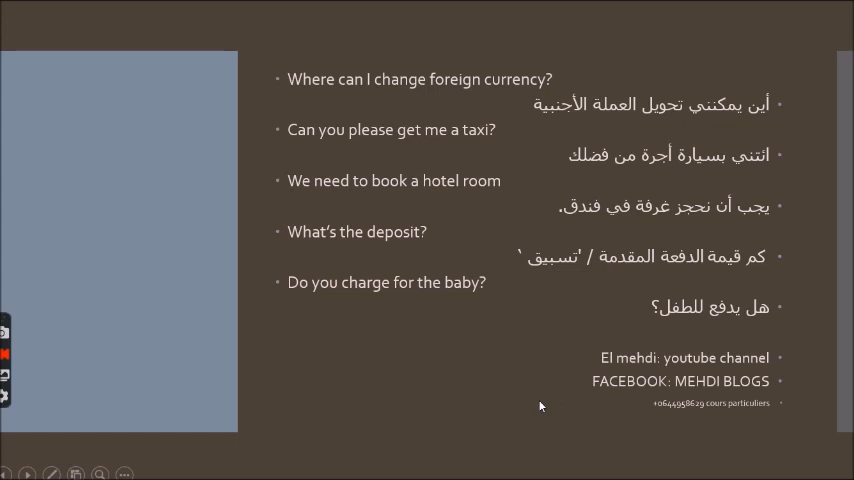 Where can I change foreign currency?
أين يمكنني تحويل العملة الأجنبية
Can you please get me a taxi?
ائتني بسيارة أجرة من فضلك
We need to book a hotel room
يجب أن نحجز غرفة في فندق.
What's the deposit?
كم قيمة الدفعة المقدمة / 'تسبيق `
Do you charge for the baby?
هل يدفع للطفل؟
El mehdi: youtube channel
FACEBOOK: MEHDI BLOGS
+0644958629 cours particuliers